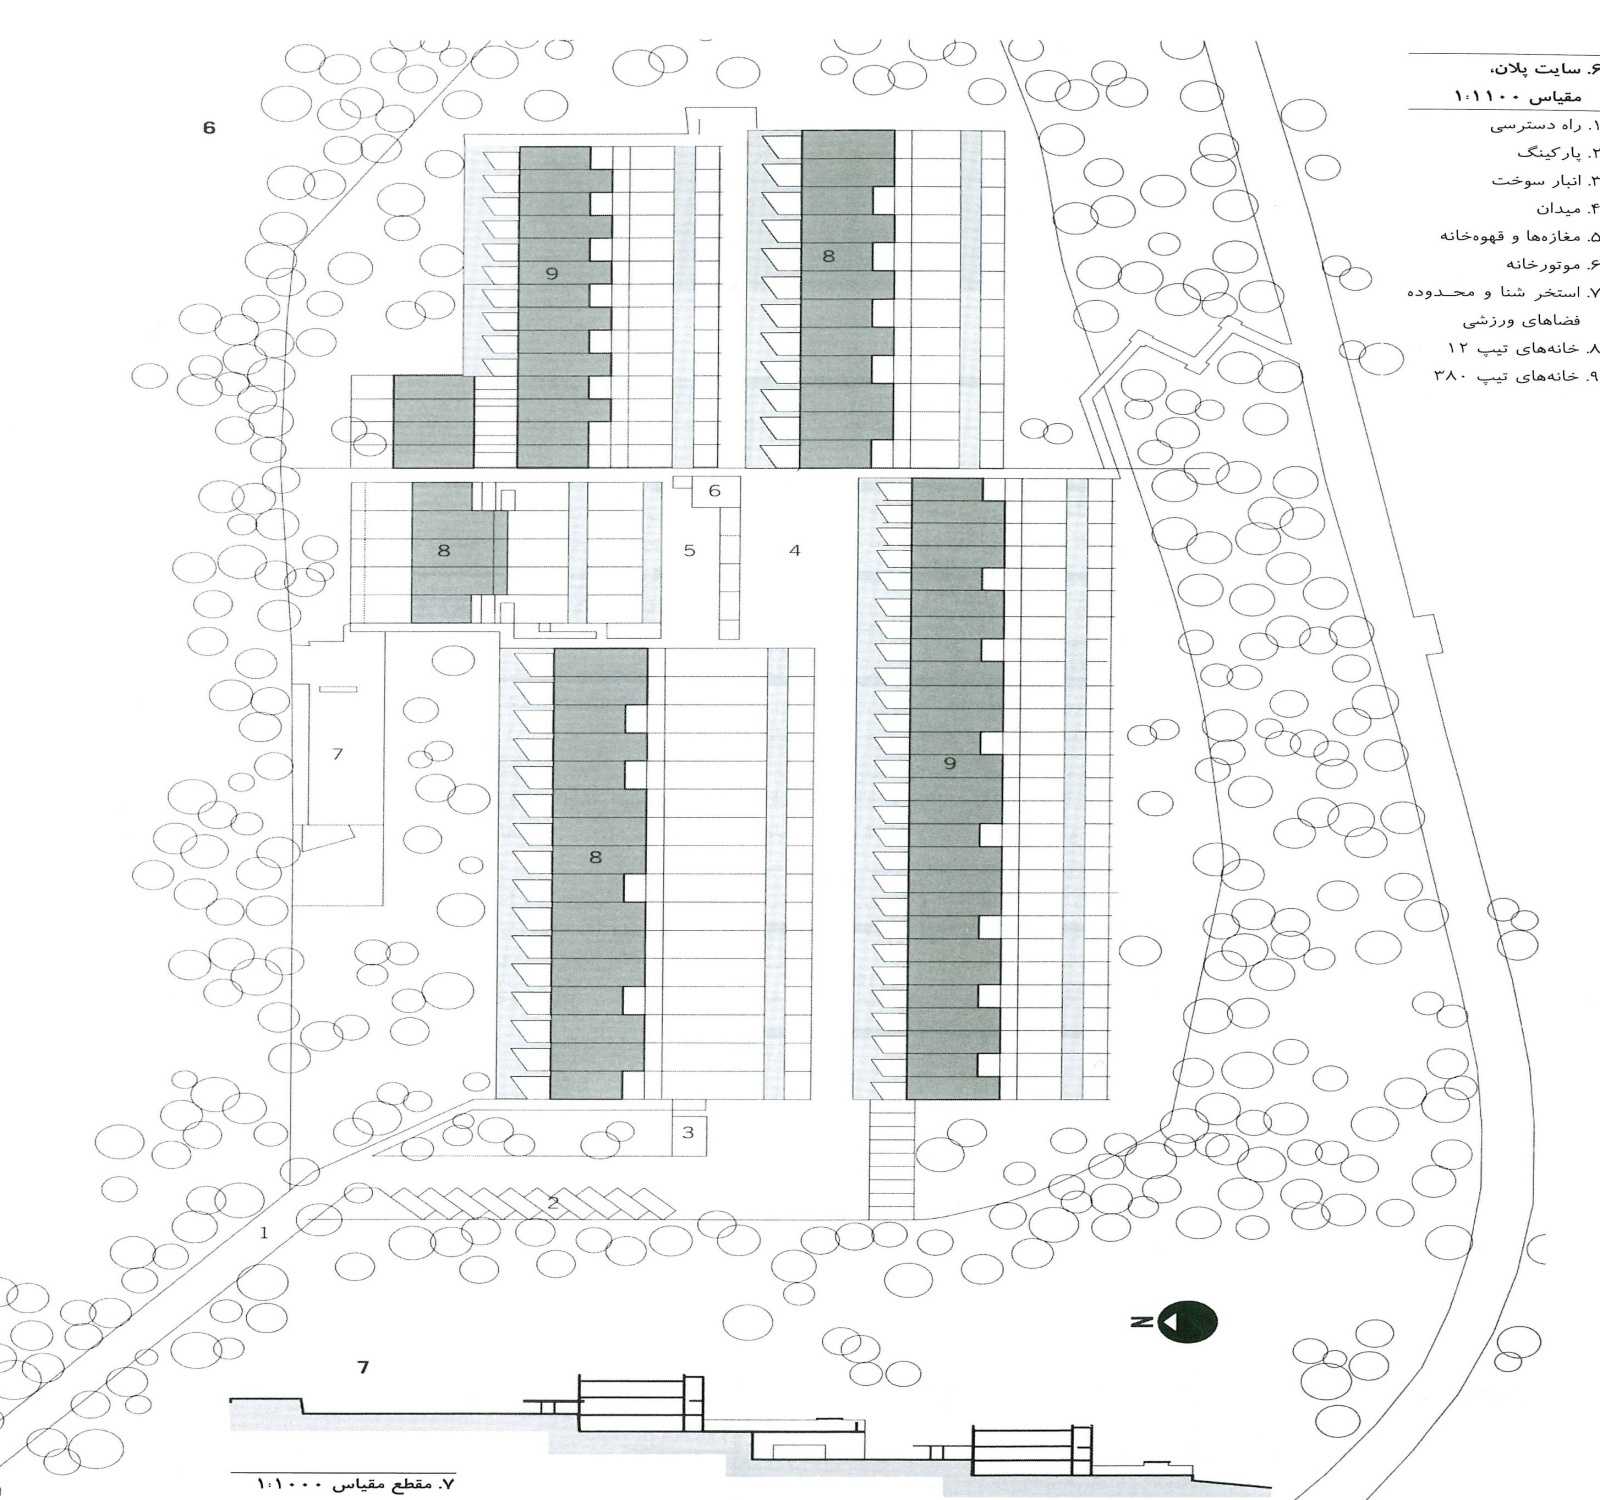 ۶. سایت پلان،
مقیاس ۱:۱۱۰۰
۱. راه دسترسی
۲. پارکینگ
۳. انبار سوخت
۴. میدان
۵. مغازه‌ها و قهوه‌خانه
۶. موتورخانه
۷. استخر شنا و محـدوده
فضاهای ورزشی
۸. خانه‌های تیپ ۱۲
۹. خانه‌های تیپ ۳۸۰
6
9
8
6
8
5
4
7
9
8
3
2
1
N
7
۷. مقطع مقیاس ۱:۱۰۰۰